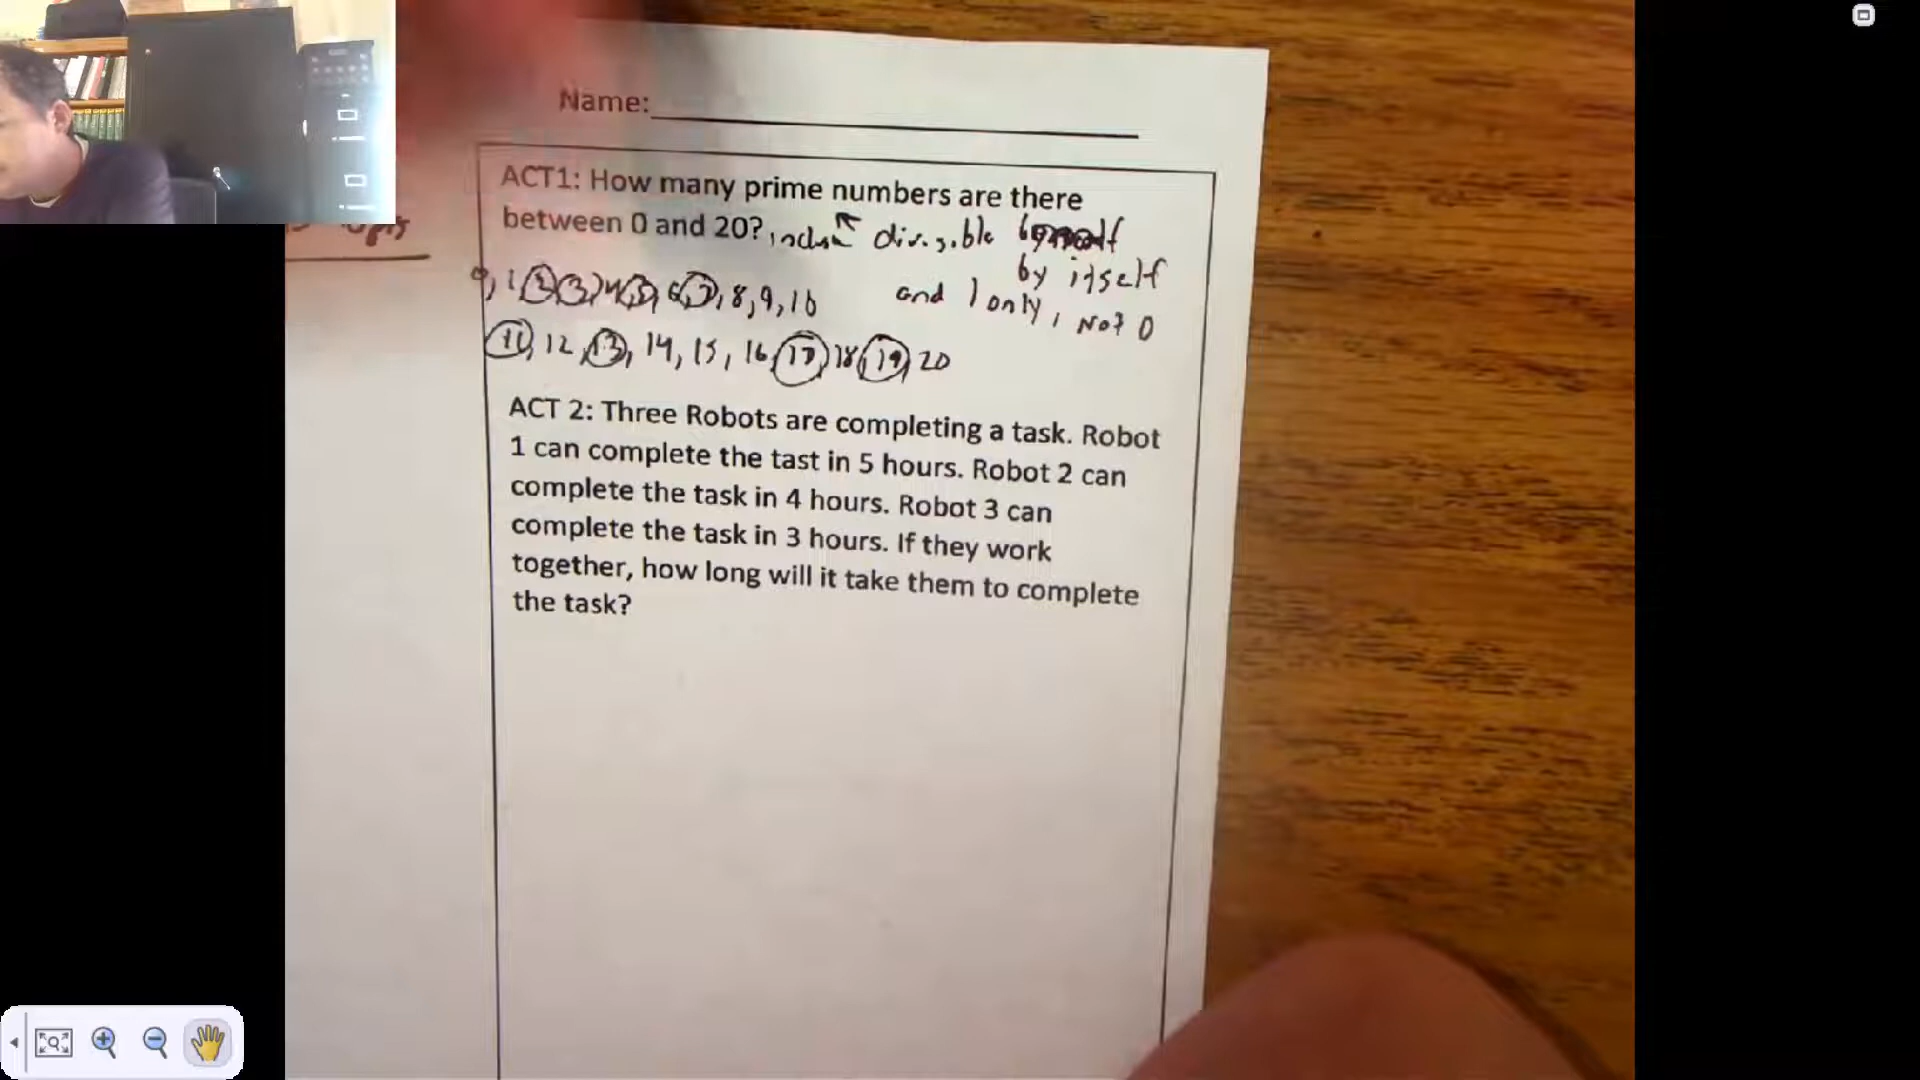 Name:
ACT1: How many prime numbers are there
between 0 and 20? divisible
by itself
and 1 only, Not 0
0, 1, 2, 3, 4, 5, 6, 7, 8, 9, 10
11, 12, 13, 14, 15, 16, 17, 18, 19, 20
ACT 2: Three Robots are completing a task. Robot
1 can complete the tast in 5 hours. Robot 2 can
complete the task in 4 hours. Robot 3 can
complete the task in 3 hours. If they work
together, how long will it take them to complete
the task?